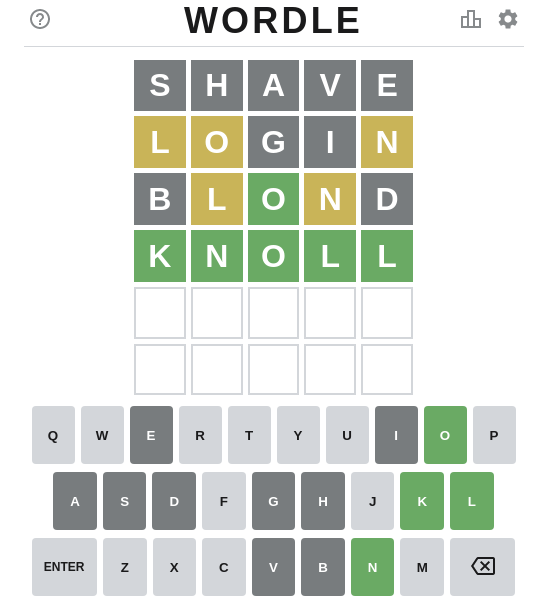 WORDLE
S H A V E
L O G I N
B L O N D
K N O L L
Q W E R T Y U I O P
A S D F G H J K L
ENTER Z X C V B N M